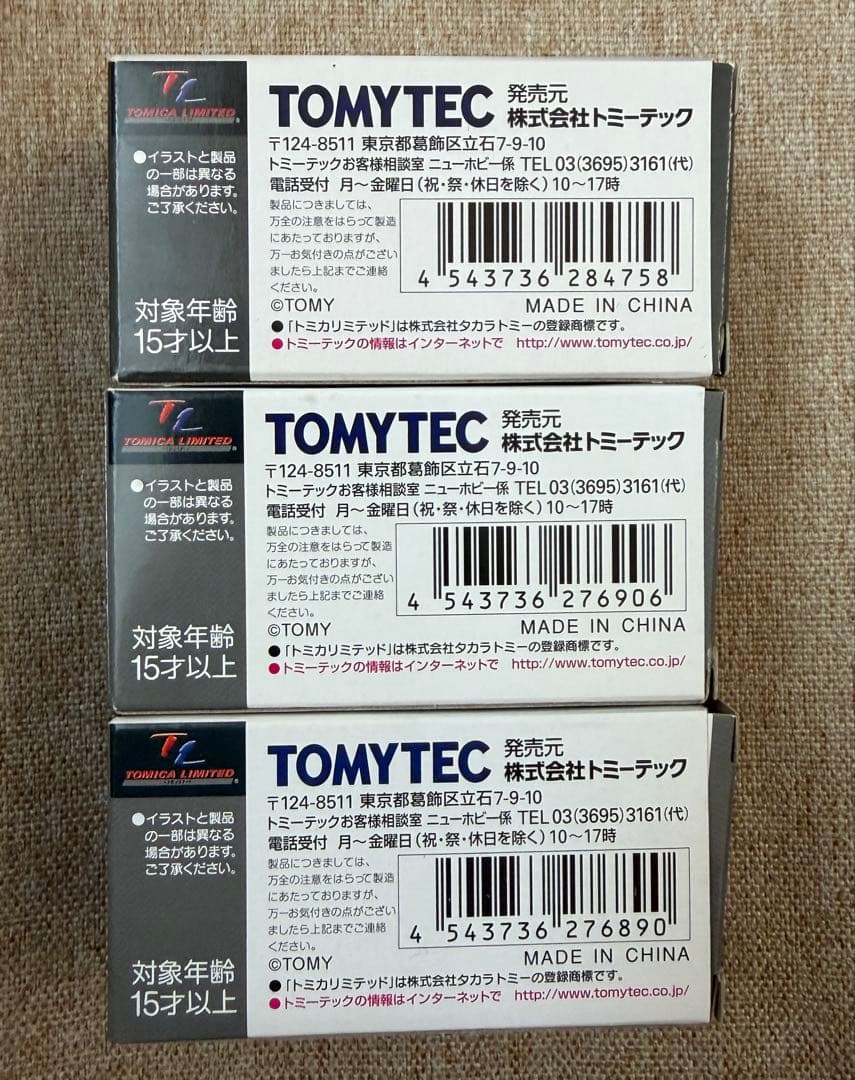 TOMICA LIMITED
●イラストと製品
の一部は異なる
場合があります。
ご了承ください。
対象年齢
15才以上
TOMYTEC 発売元
株式会社トミーテック
〒124-8511 東京都葛飾区立石7-9-10
トミーテックお客様相談室 ニューホビー係 TEL 03(3695)3161(代)
電話受付 月～金曜日(祝・祭・休日を除く)10～17時
製品につきましては、
万全の注意をはらって製造
にあたっておりますが、
万一お気付きの点がござい
ましたら上記までご連絡
ください。
4 543736 284758
©TOMY MADE IN CHINA
●「トミカリミテッド」は株式会社タカラトミーの登録商標です。
●トミーテックの情報はインターネットで http://www.tomytec.co.jp/
TOMICA LIMITED
●イラストと製品
の一部は異なる
場合があります。
ご了承ください。
対象年齢
15才以上
TOMYTEC 発売元
株式会社トミーテック
〒124-8511 東京都葛飾区立石7-9-10
トミーテックお客様相談室 ニューホビー係 TEL 03(3695)3161(代)
電話受付 月～金曜日(祝・祭・休日を除く)10～17時
製品につきましては、
万全の注意をはらって製造
にあたっておりますが、
万一お気付きの点がござい
ましたら上記までご連絡
ください。
4 543736 276906
©TOMY MADE IN CHINA
●「トミカリミテッド」は株式会社タカラトミーの登録商標です。
●トミーテックの情報はインターネットで http://www.tomytec.co.jp/
TOMICA LIMITED
●イラストと製品
の一部は異なる
場合があります。
ご了承ください。
対象年齢
15才以上
TOMYTEC 発売元
株式会社トミーテック
〒124-8511 東京都葛飾区立石7-9-10
トミーテックお客様相談室 ニューホビー係 TEL 03(3695)3161(代)
電話受付 月～金曜日(祝・祭・休日を除く)10～17時
製品につきましては、
万全の注意をはらって製造
にあたっておりますが、
万一お気付きの点がござい
ましたら上記までご連絡
ください。
4 543736 276890
©TOMY MADE IN CHINA
●「トミカリミテッド」は株式会社タカラトミーの登録商標です。
●トミーテックの情報はインターネットで http://www.tomytec.co.jp/